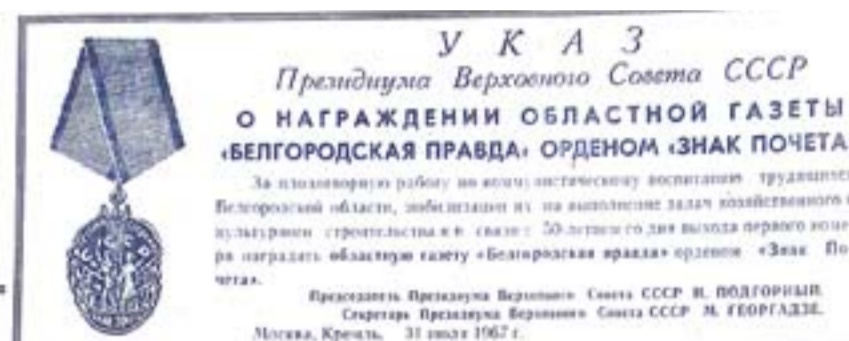 УКАЗ
Президиума Верховного Совета СССР
О НАГРАЖДЕНИИ ОБЛАСТНОЙ ГАЗЕТЫ
«БЕЛГОРОДСКАЯ ПРАВДА» ОРДЕНОМ «ЗНАК ПОЧЕТА
За плодотворную работу по коммунистическому воспитанию трудящихся
Белгородской области, мобилизацию их на выполнение задач хозяйственного и
культурного строительства и в связи с 50-летием со дня выхода первого номе-
ра наградить областную газету «Белгородская правда» орденом «Знак По-
чета».
Председатель Президиума Верховного Совета СССР Н. ПОДГОРНЫЙ.
Секретарь Президиума Верховного Совета СССР М. ГЕОРГАДЗЕ.
Москва, Кремль. 31 июля 1967 г.